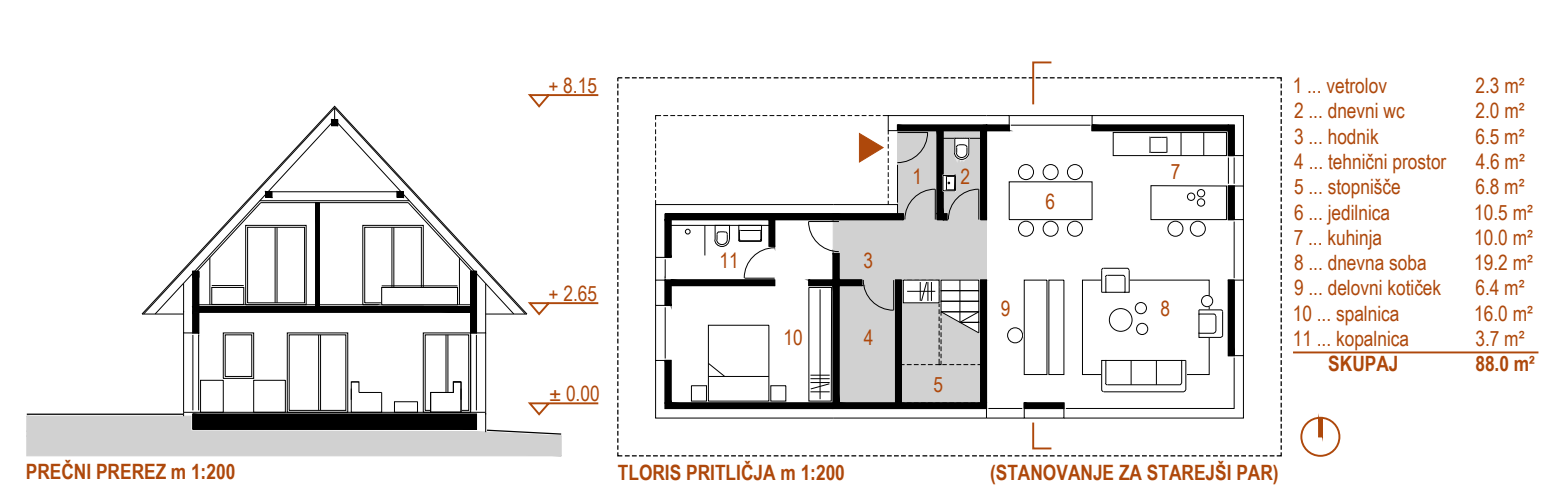 + 8.15
+ 2.65
± 0.00
PREČNI PREREZ m 1:200
1
2
3
4
5
6
7
8
9
10
11
TLORIS PRITLIČJA m 1:200
(STANOVANJE ZA STAREJŠI PAR)
1 ... vetrolov 2.3 m²
2 ... dnevni wc 2.0 m²
3 ... hodnik 6.5 m²
4 ... tehnični prostor 4.6 m²
5 ... stopnišče 6.8 m²
6 ... jedilnica 10.5 m²
7 ... kuhinja 10.0 m²
8 ... dnevna soba 19.2 m²
9 ... delovni kotiček 6.4 m²
10 ... spalnica 16.0 m²
11 ... kopalnica 3.7 m²
SKUPAJ 88.0 m²